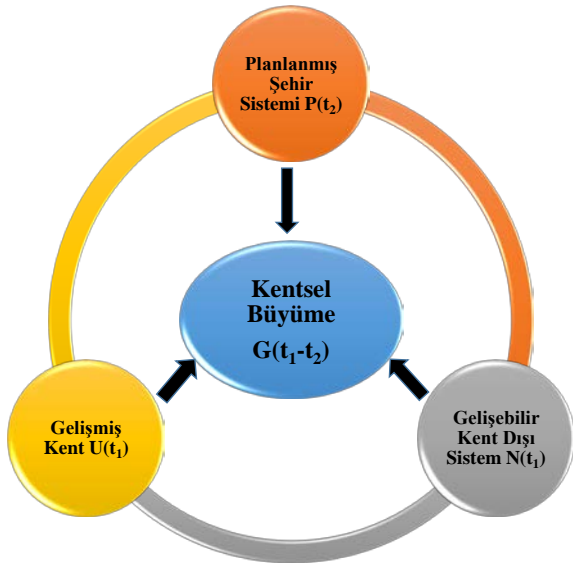 Planlanmış
Şehir
Sistemi P(t₂)
Kentsel
Büyüme
G(t₁-t₂)
Gelişmiş
Kent U(t₁)
Gelişebilir
Kent Dışı
Sistem N(t₁)